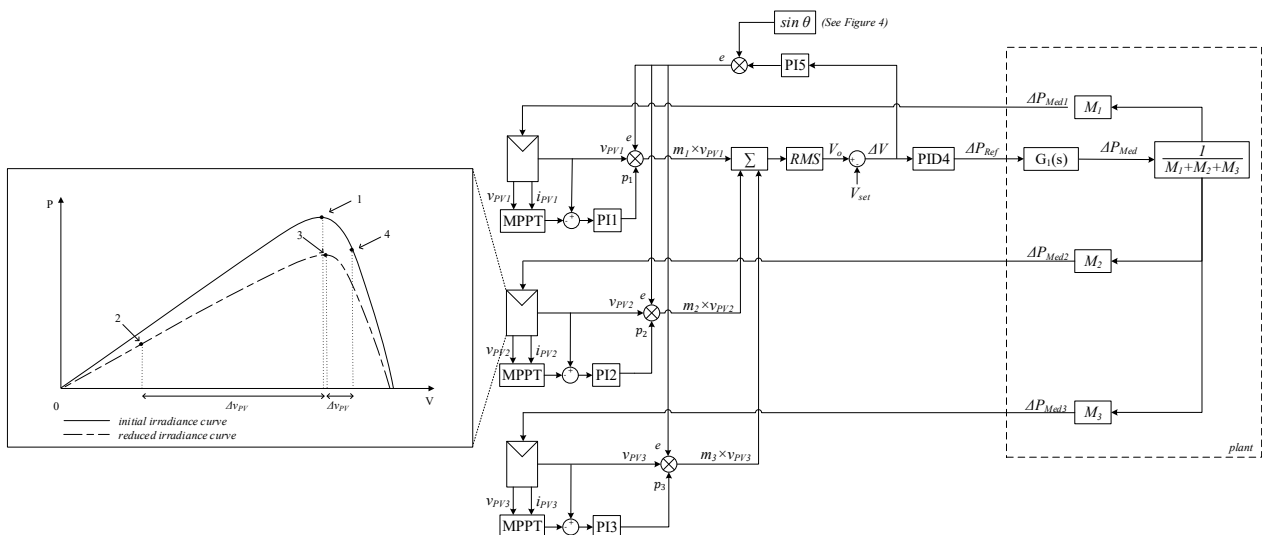 sin θ (See Figure 4)
e
PI5
ΔP_Med1
M_1
e
v_PV1
m_1×v_PV1
Σ
RMS
V_o
+
-
ΔV
PID4
ΔP_Ref
G_1(s)
ΔP_Med
1
M_1+M_2+M_3
p_1
V_set
v_PV1
i_PV1
MPPT
-
+
PI1
P
1
3
4
2
0
Δv_PV
Δv_PV
V
initial irradiance curve
reduced irradiance curve
ΔP_Med2
M_2
e
v_PV2
m_2×v_PV2
p_2
v_PV2
i_PV2
MPPT
-
+
PI2
ΔP_Med3
M_3
e
v_PV3
m_3×v_PV3
p_3
v_PV3
i_PV3
MPPT
-
+
PI3
plant